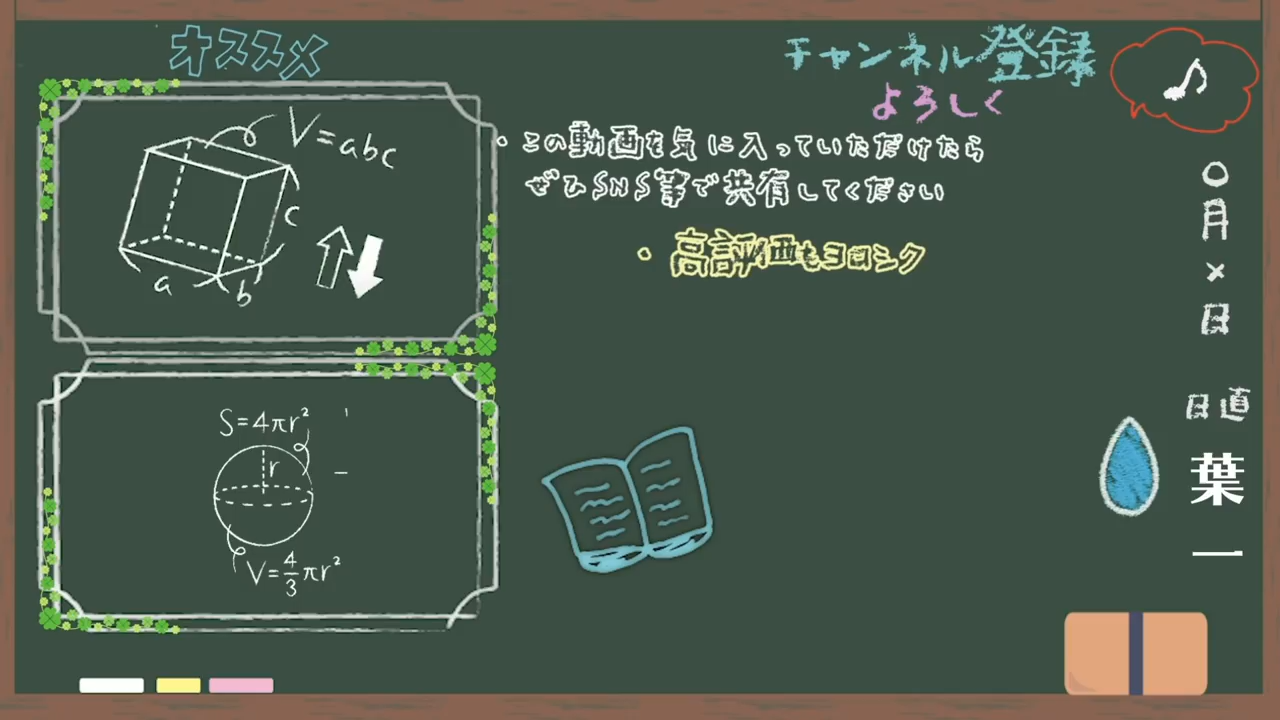 オススメ
V=abc
c
a
b
S=4πr²
r
V=4/3πr²
チャンネル登録
よろしく
・この動画を気に入っていただけたら
ぜひSNS等で共有してください
・高評価もヨロシク
〇月×日
日直
葉一